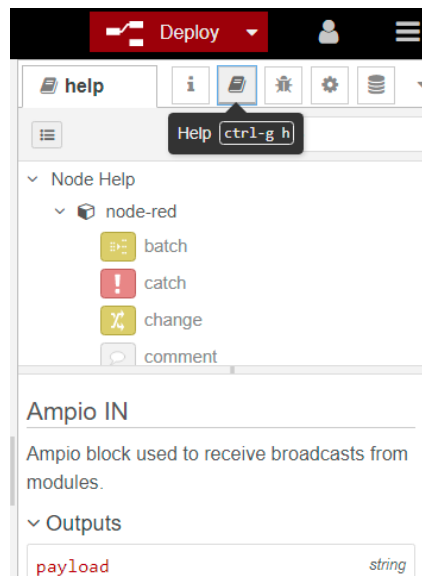 Deploy
help
i
Help ctrl-g h
Node Help
node-red
batch
catch
change
comment
Ampio IN
Ampio block used to receive broadcasts from
modules.
Outputs
payload string